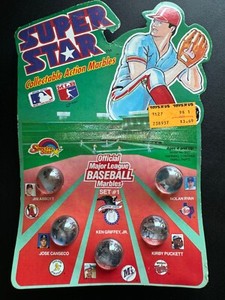 SUPER
STAR
Collectable Action Marbles
MLB
Official
Major League
BASEBALL
Marbles
SET #1
NOLAN RYAN
KEN GRIFFEY, JR.
JOSE CANSECO
KIRBY PUCKETT